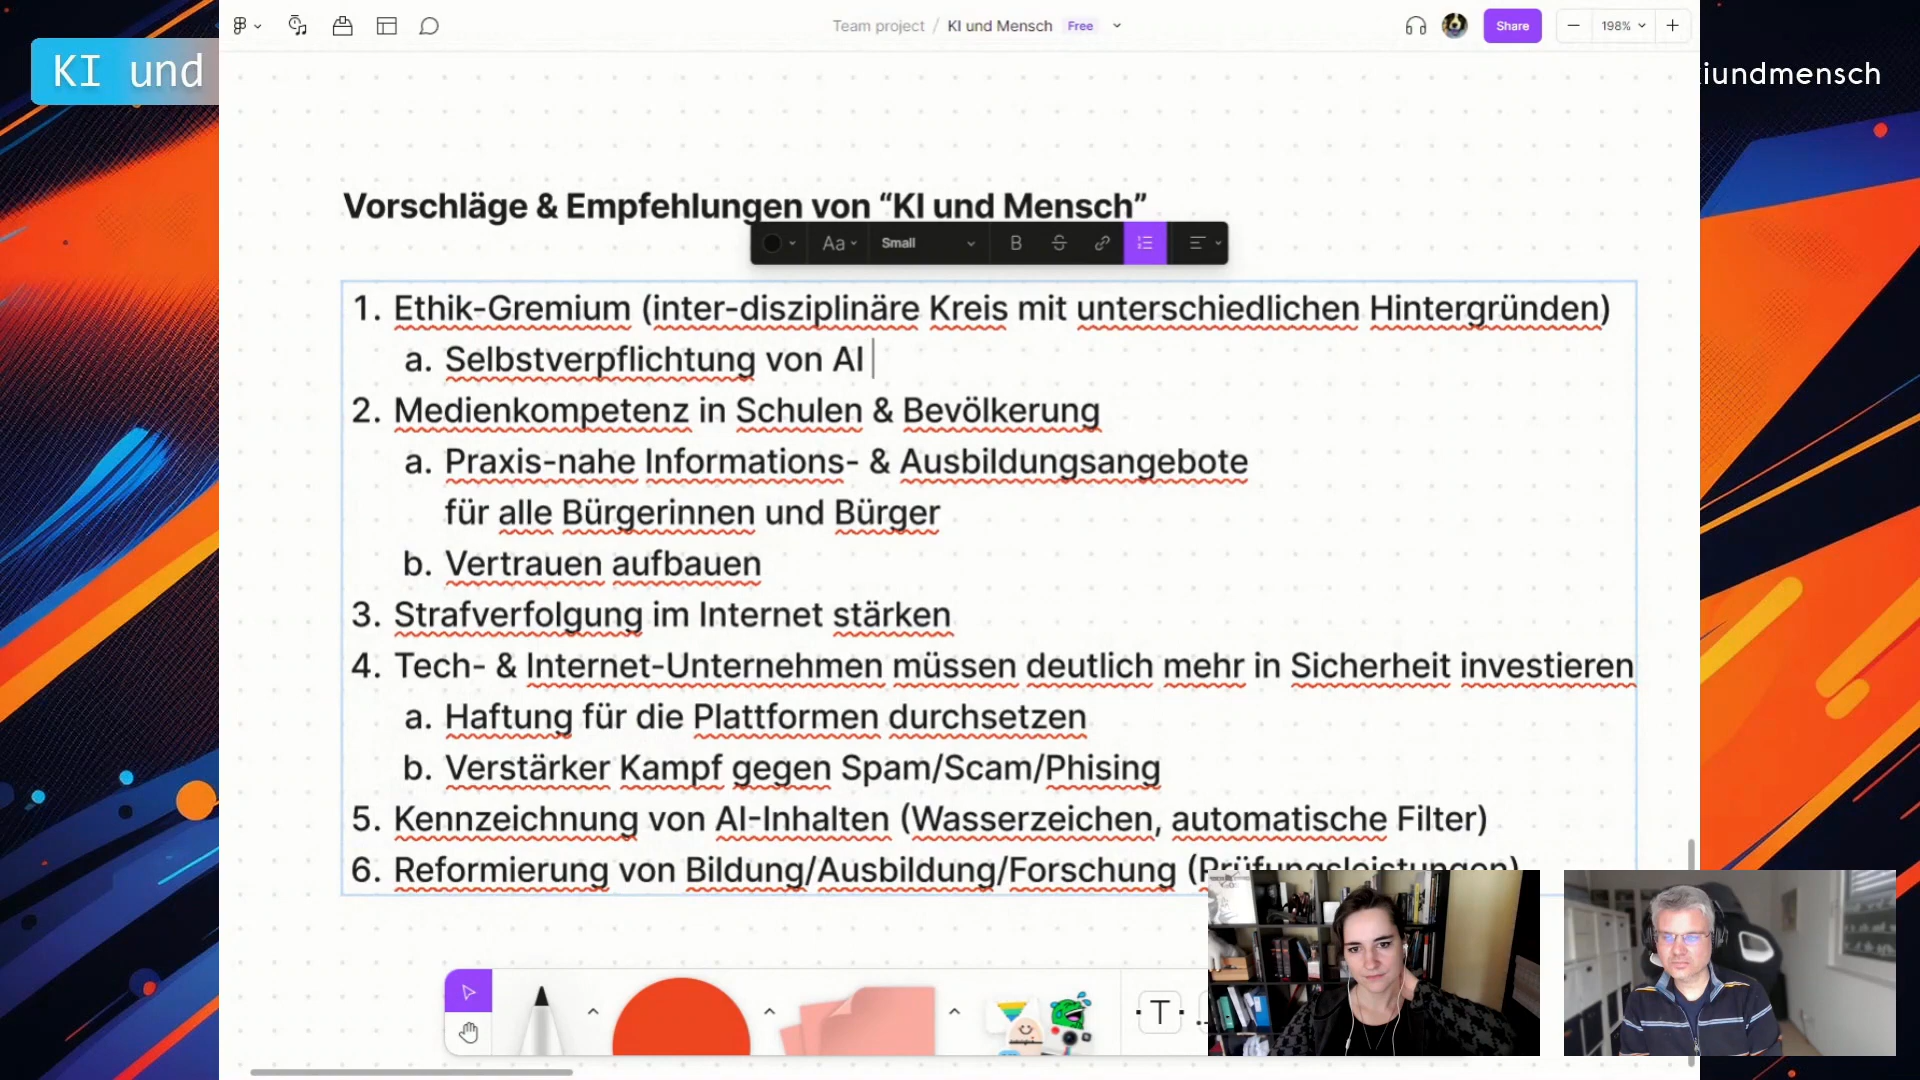 KI und
Team project / KI und Mensch Free
Share
198%
iundmensch
Vorschläge & Empfehlungen von “KI und Mensch”
Aa Small B S
1. Ethik-Gremium (inter-disziplinäre Kreis mit unterschiedlichen Hintergründen)
a. Selbstverpflichtung von AI
2. Medienkompetenz in Schulen & Bevölkerung
a. Praxis-nahe Informations- & Ausbildungsangebote
für alle Bürgerinnen und Bürger
b. Vertrauen aufbauen
3. Strafverfolgung im Internet stärken
4. Tech- & Internet-Unternehmen müssen deutlich mehr in Sicherheit investieren
a. Haftung für die Plattformen durchsetzen
b. Verstärker Kampf gegen Spam/Scam/Phising
5. Kennzeichnung von AI-Inhalten (Wasserzeichen, automatische Filter)
6. Reformierung von Bildung/Ausbildung/Forschung (Prüfungsleistungen)
T